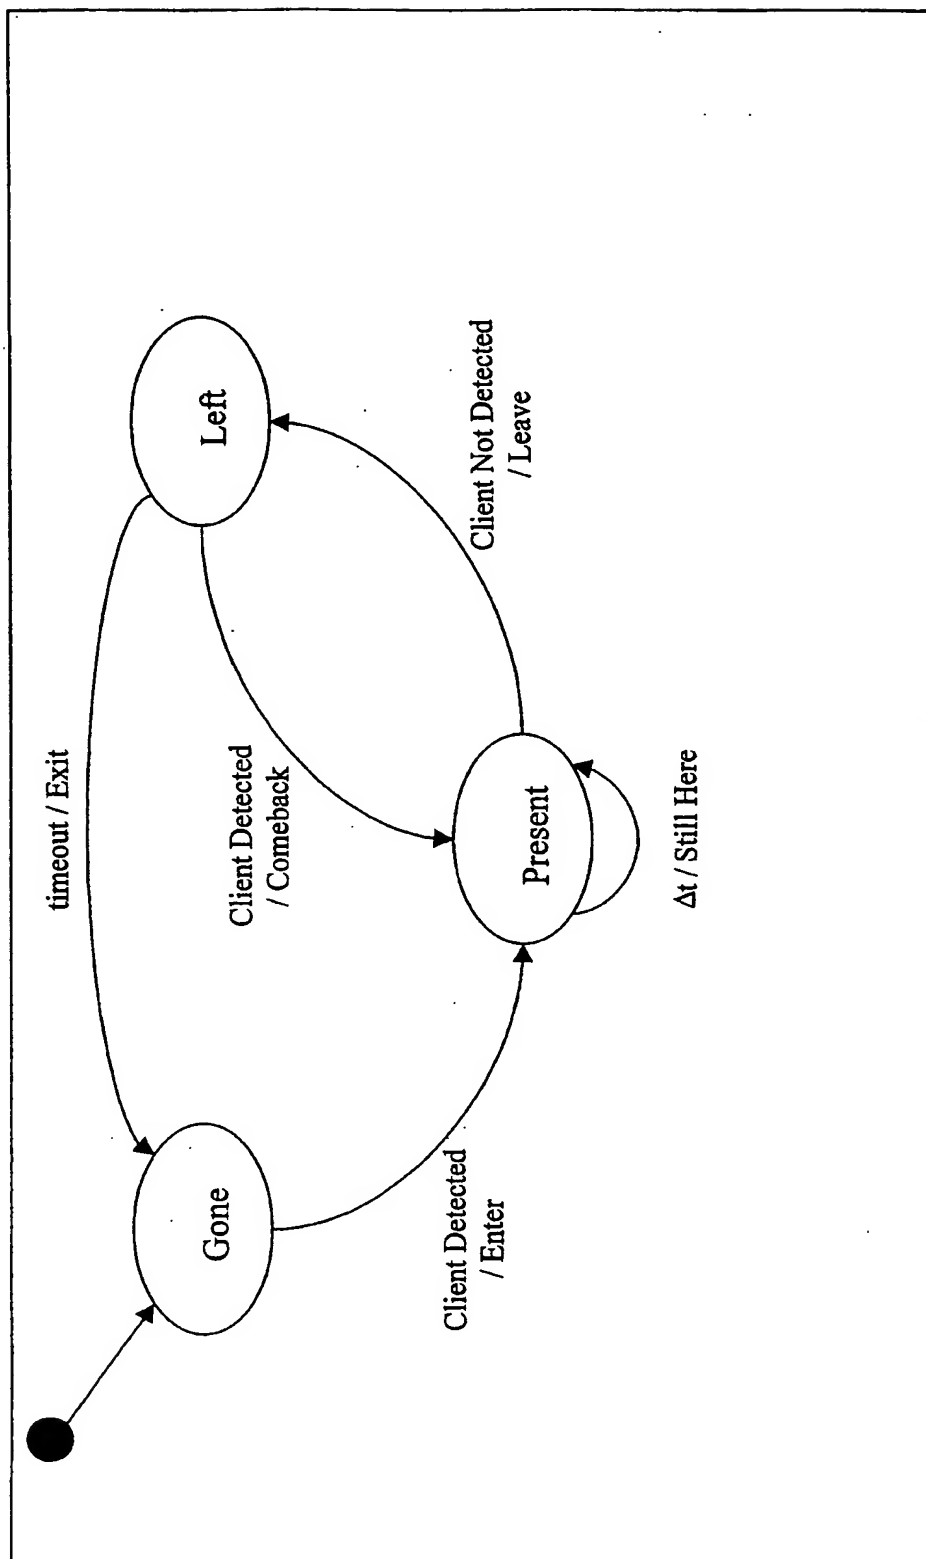 timeout / Exit
Left
Client Detected
/ Comeback
Gone
Client Not Detected
/ Leave
Present
Client Detected
/ Enter
Δt / Still Here